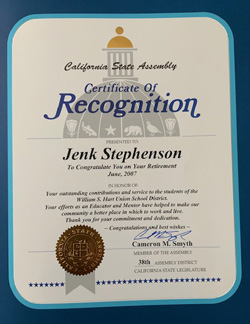 California State Assembly
Certificate Of
Recognition
PRESENTED TO
Jenk Stephenson
To Congratulate You on Your Retirement
June, 2007
IN HONOR OF:
Your outstanding contributions and service to the students of the
William S. Hart Union School District.
Your efforts as an Educator and Mentor have helped to make our
community a better place in which to work and live.
Thank you for your commitment and dedication.
~ Congratulations and best wishes ~
Cameron M. Smyth
MEMBER OF THE ASSEMBLY
38th ASSEMBLY DISTRICT
CALIFORNIA STATE LEGISLATURE